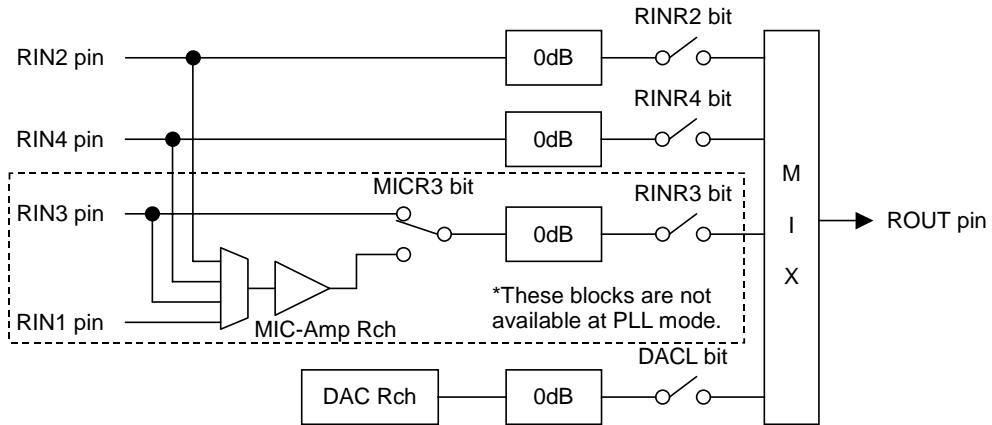 RINR2 bit
RIN2 pin
0dB
RINR4 bit
RIN4 pin
0dB
MICR3 bit
RINR3 bit
RIN3 pin
0dB
M
I
X
ROUT pin
*These blocks are not
available at PLL mode.
RIN1 pin
MIC-Amp Rch
DACL bit
DAC Rch
0dB